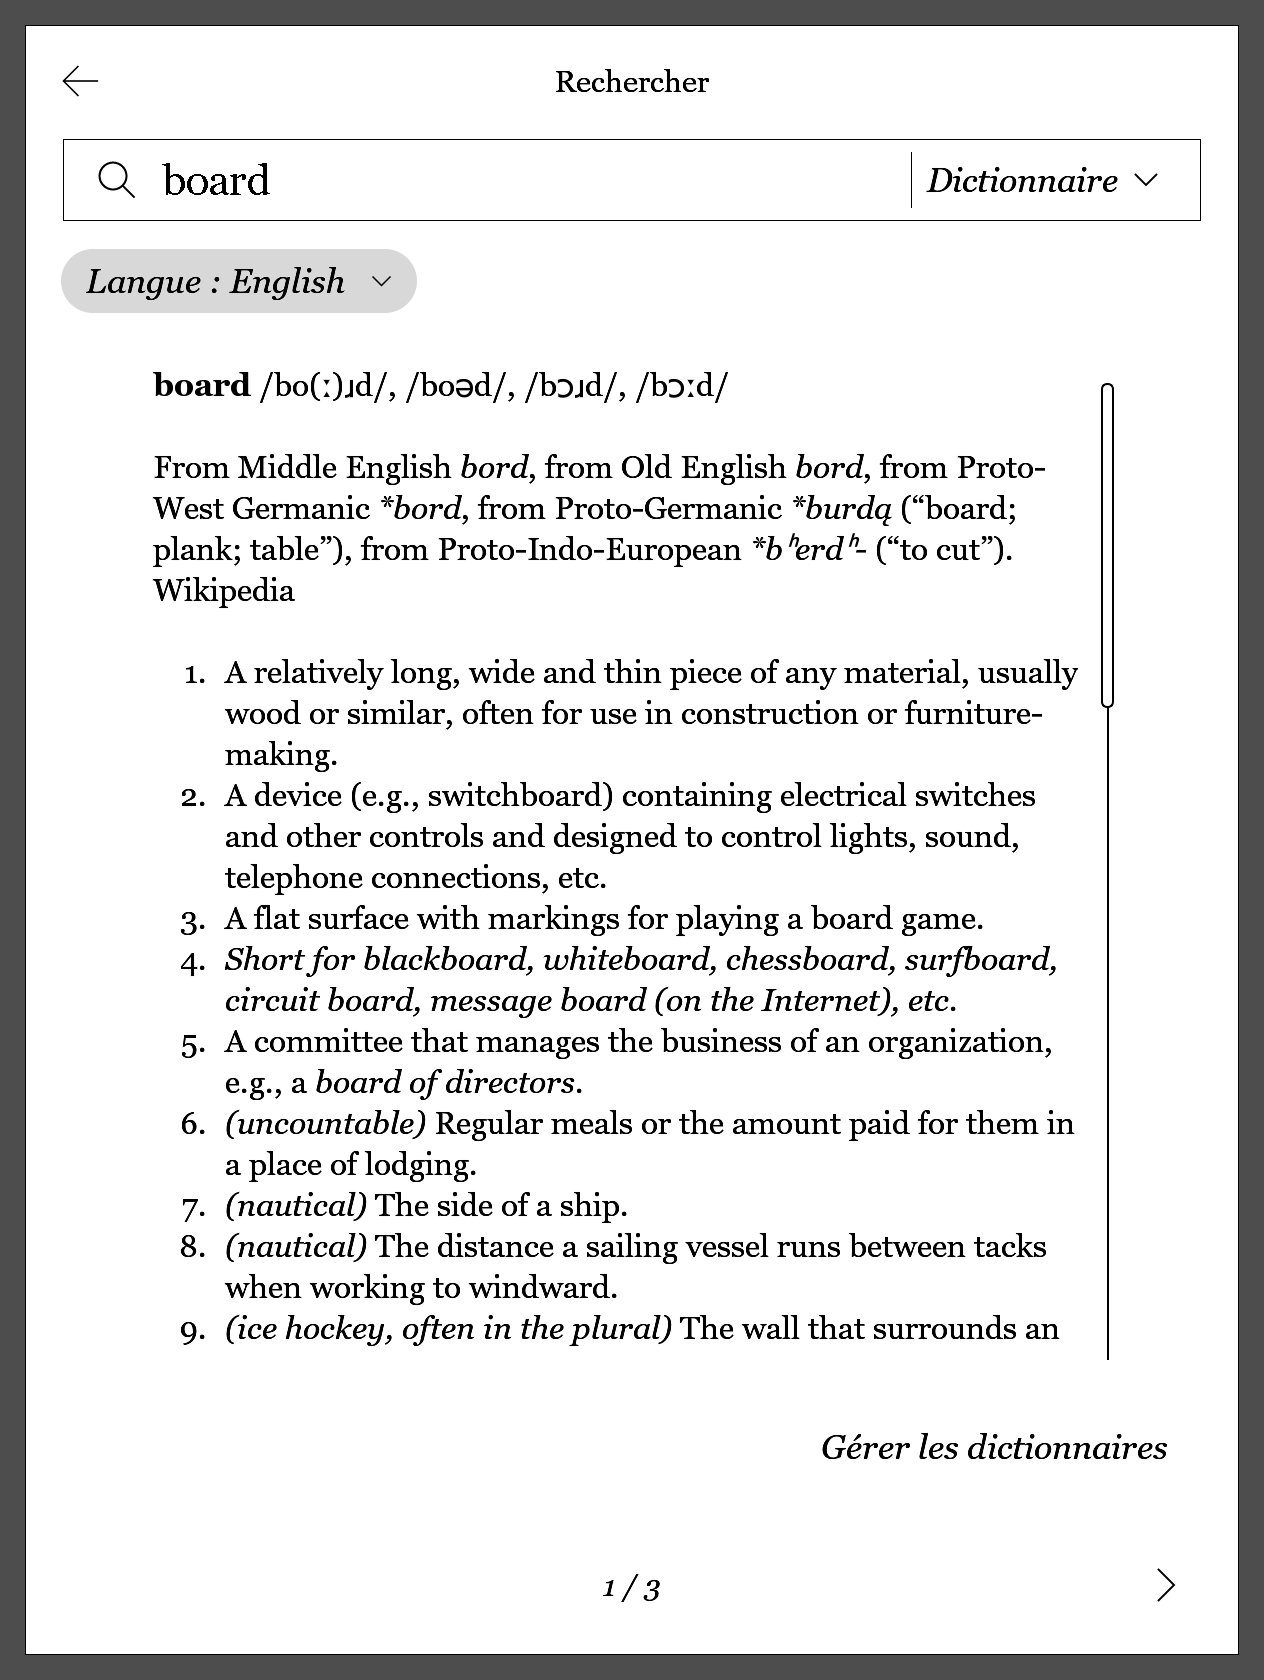 Rechercher
board
Dictionnaire
Langue : English
board /bo(ː)ɹd/, /boəd/, /bɔɹd/, /bɔːd/
From Middle English bord, from Old English bord, from Proto-
West Germanic *bord, from Proto-Germanic *burdą (“board;
plank; table”), from Proto-Indo-European *bʰerdʰ- (“to cut”).
Wikipedia
1. A relatively long, wide and thin piece of any material, usually
wood or similar, often for use in construction or furniture-
making.
2. A device (e.g., switchboard) containing electrical switches
and other controls and designed to control lights, sound,
telephone connections, etc.
3. A flat surface with markings for playing a board game.
4. Short for blackboard, whiteboard, chessboard, surfboard,
circuit board, message board (on the Internet), etc.
5. A committee that manages the business of an organization,
e.g., a board of directors.
6. (uncountable) Regular meals or the amount paid for them in
a place of lodging.
7. (nautical) The side of a ship.
8. (nautical) The distance a sailing vessel runs between tacks
when working to windward.
9. (ice hockey, often in the plural) The wall that surrounds an
Gérer les dictionnaires
1 / 3